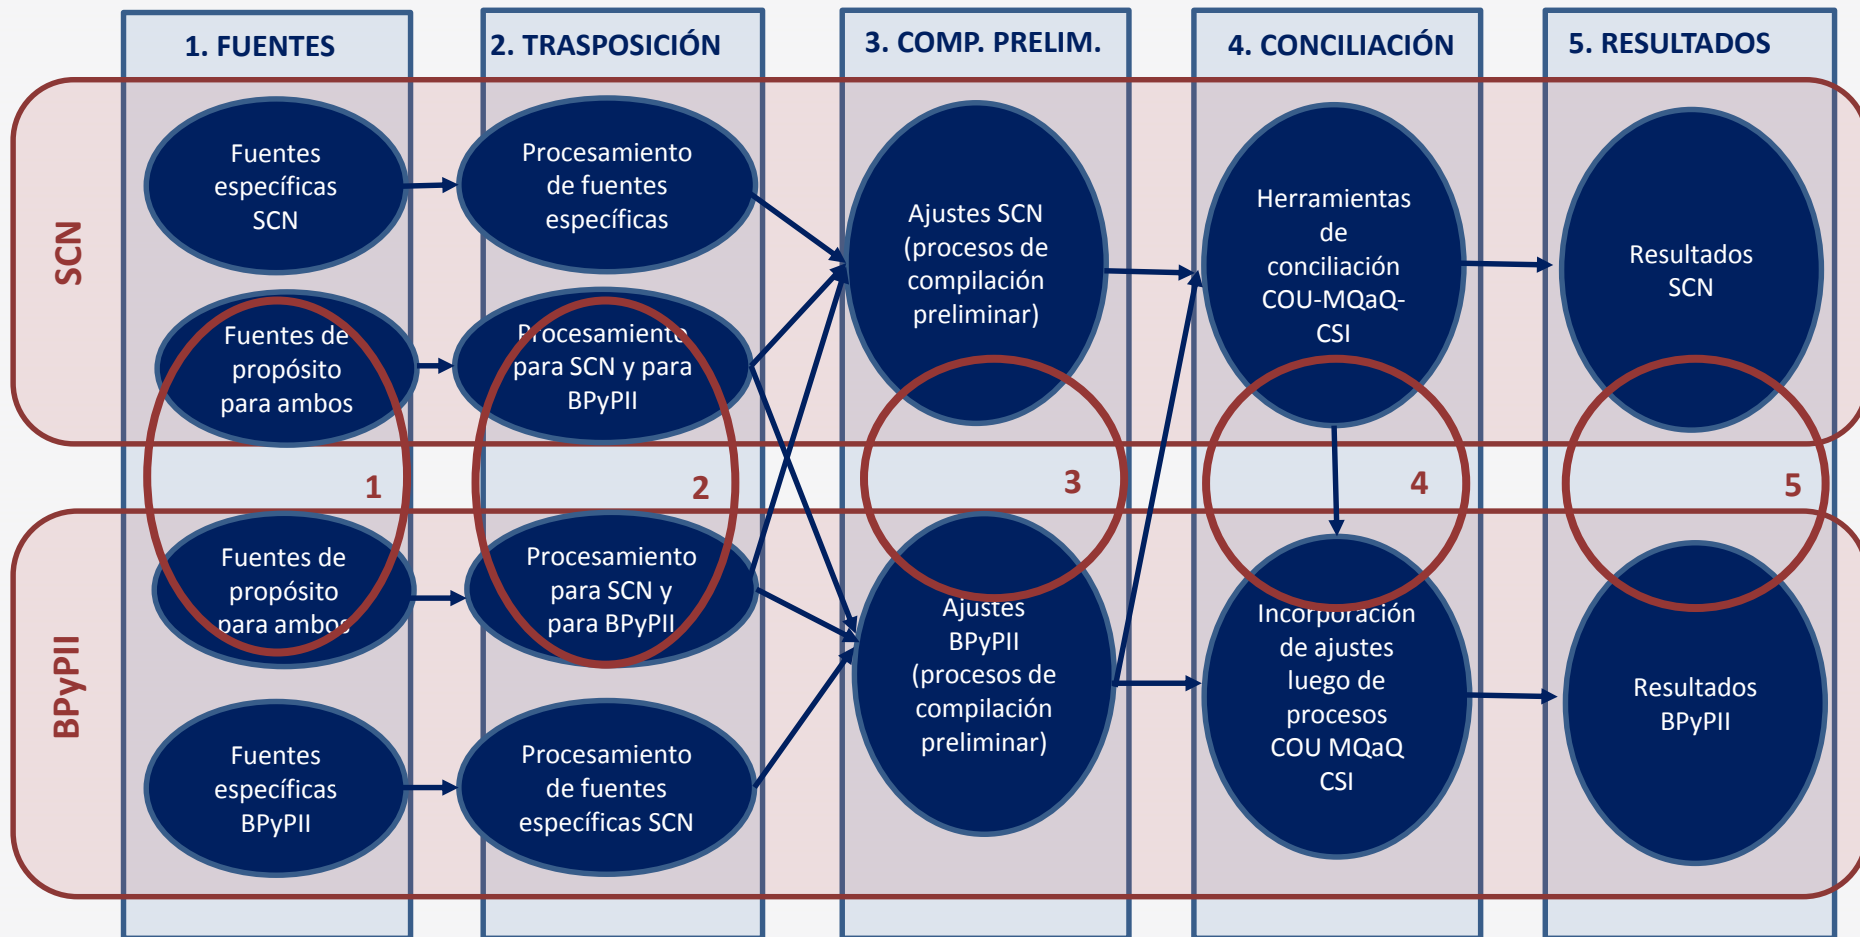 1. FUENTES
2. TRASPOSICIÓN
3. COMP. PRELIM.
4. CONCILIACIÓN
5. RESULTADOS
SCN
Fuentes
específicas
SCN
Procesamiento
de fuentes
específicas
Ajustes SCN
(procesos de
compilación
preliminar)
Herramientas
de
conciliación
COU-MQaQ-
CSI
Resultados
SCN
Fuentes de
propósito
para ambos
Procesamiento
para SCN y para
BPyPII
1
2
3
4
5
BPyPII
Fuentes de
propósito
para ambos
Procesamiento
para SCN y
para BPyPII
Ajustes
BPyPII
(procesos de
compilación
preliminar)
Incorporación
de ajustes
luego de
procesos
COU MQaQ
CSI
Resultados
BPyPII
Fuentes
específicas
BPyPII
Procesamiento
de fuentes
específicas SCN